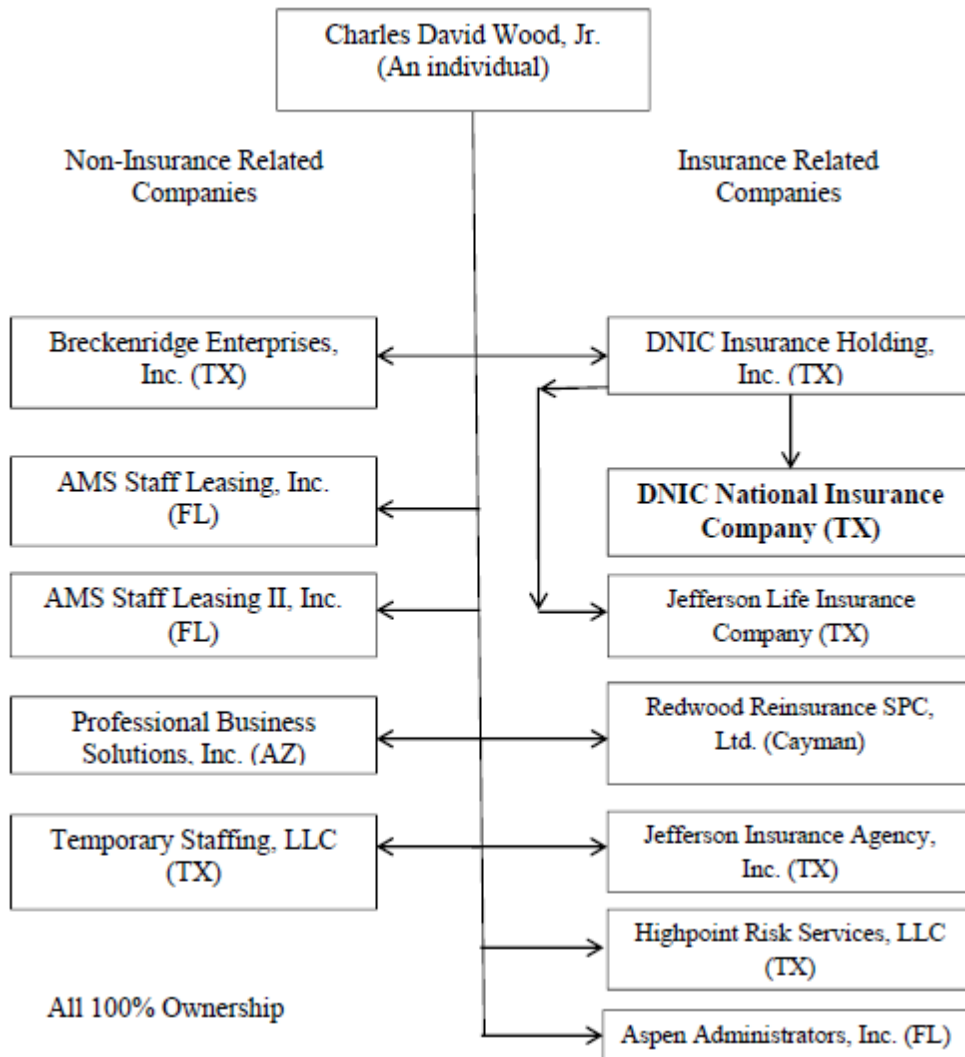 Charles David Wood, Jr.
(An individual)
Non-Insurance Related
Companies
Insurance Related
Companies
Breckenridge Enterprises,
Inc. (TX)
DNIC Insurance Holding,
Inc. (TX)
AMS Staff Leasing, Inc.
(FL)
DNIC National Insurance
Company (TX)
AMS Staff Leasing II, Inc.
(FL)
Jefferson Life Insurance
Company (TX)
Professional Business
Solutions, Inc. (AZ)
Redwood Reinsurance SPC,
Ltd. (Cayman)
Temporary Staffing, LLC
(TX)
Jefferson Insurance Agency,
Inc. (TX)
Highpoint Risk Services, LLC
(TX)
All 100% Ownership
Aspen Administrators, Inc. (FL)